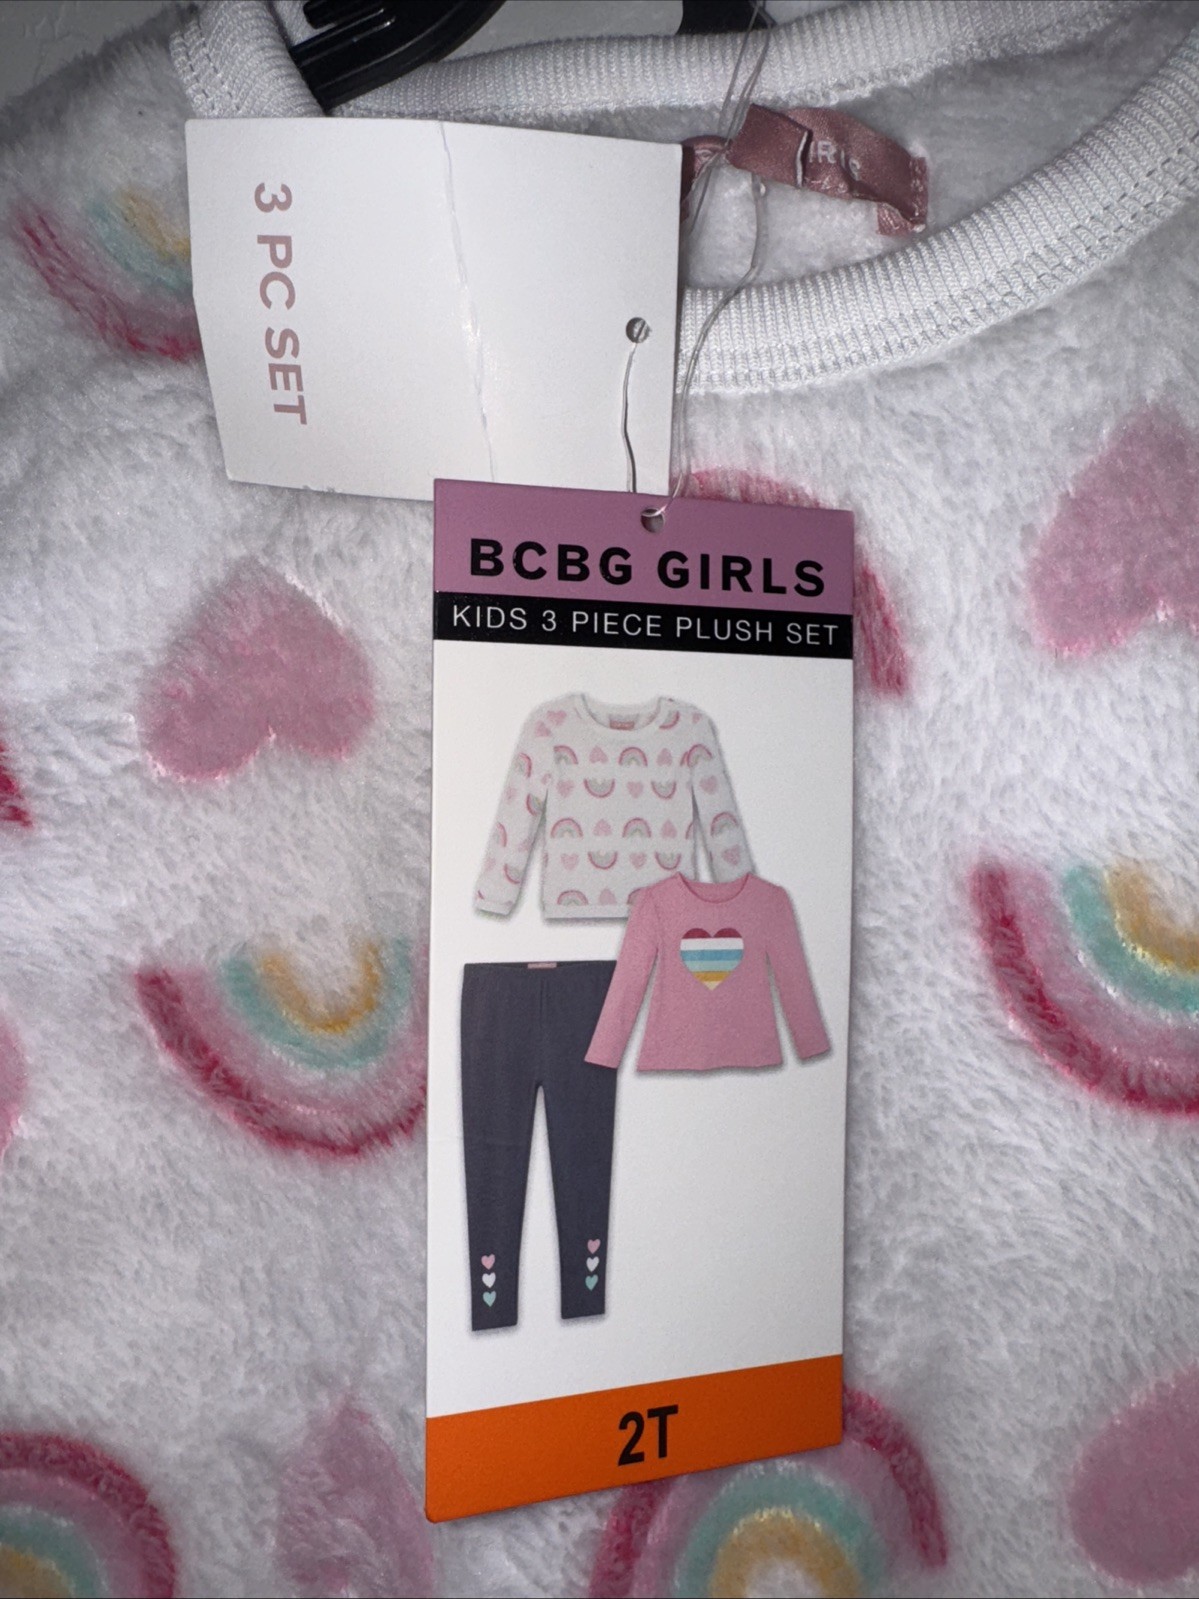 3 PC SET
BCBG GIRLS
KIDS 3 PIECE PLUSH SET
2T